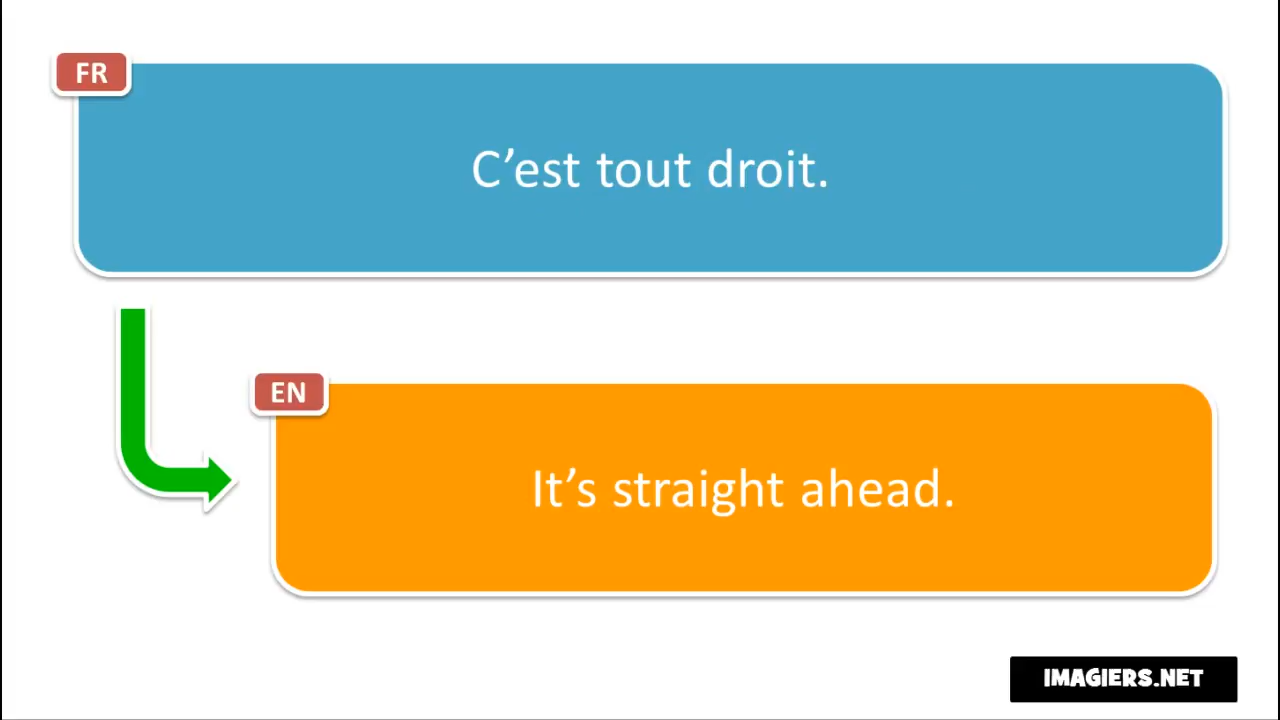 FR
C’est tout droit.
EN
It’s straight ahead.
IMAGIERS.NET